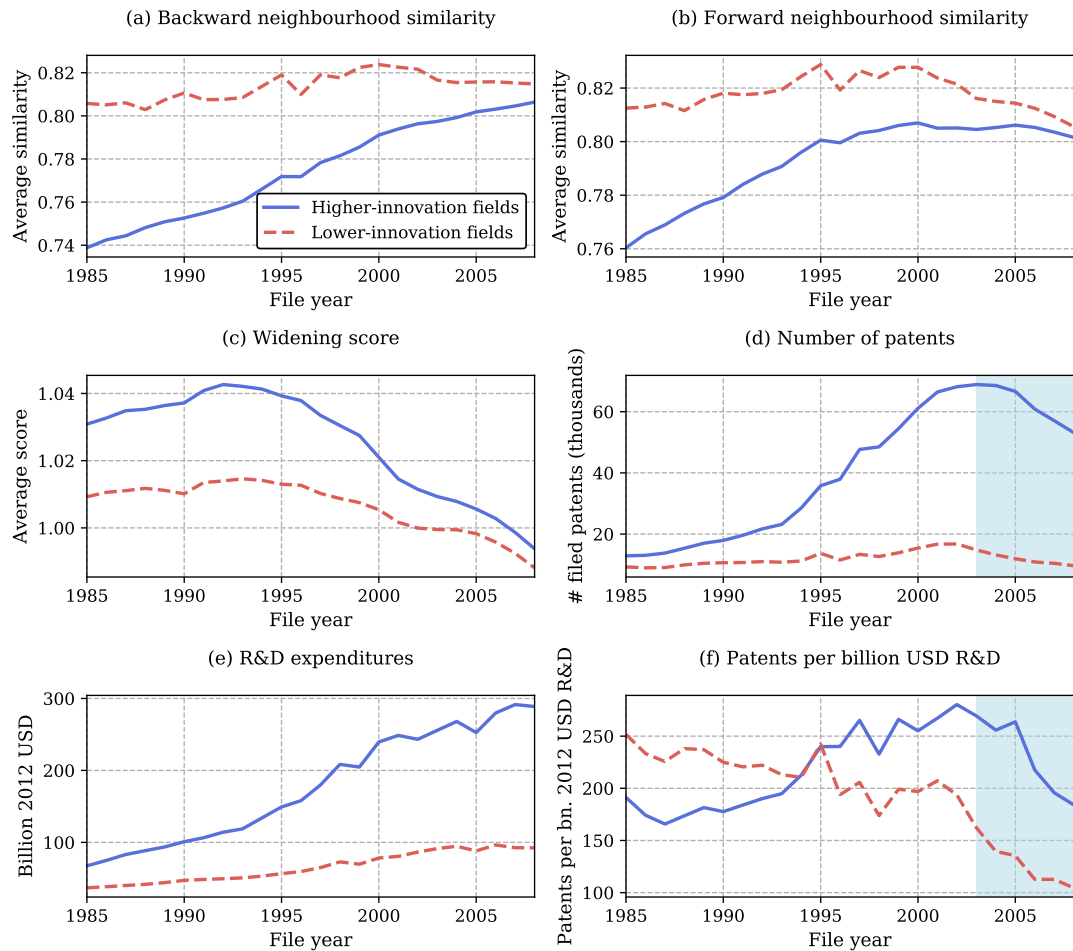 (a) Backward neighbourhood similarity
Average similarity
0.82
0.80
0.78
0.76
0.74
Higher-innovation fields
Lower-innovation fields
1985 1990 1995 2000 2005
File year
(b) Forward neighbourhood similarity
Average similarity
0.82
0.80
0.78
0.76
1985 1990 1995 2000 2005
File year
(c) Widening score
Average score
1.04
1.02
1.00
1985 1990 1995 2000 2005
File year
(d) Number of patents
# filed patents (thousands)
60
40
20
1985 1990 1995 2000 2005
File year
(e) R&D expenditures
Billion 2012 USD
300
200
100
1985 1990 1995 2000 2005
File year
(f) Patents per billion USD R&D
Patents per bn. 2012 USD R&D
250
200
150
100
1985 1990 1995 2000 2005
File year